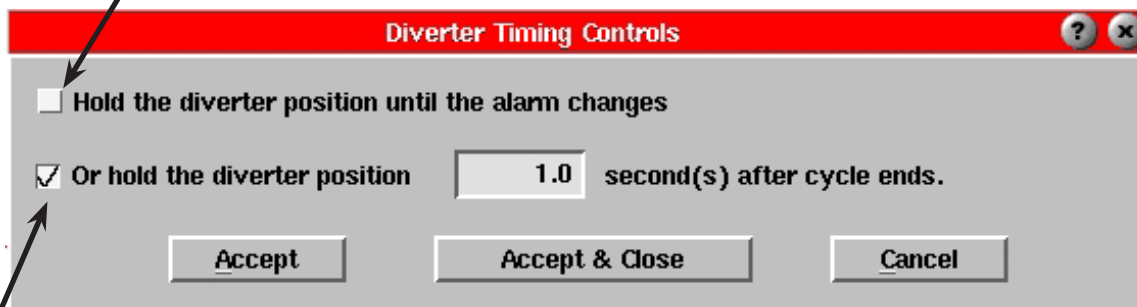 Diverter Timing Controls ? ×
Hold the diverter position until the alarm changes
Or hold the diverter position 1.0 second(s) after cycle ends.
Accept Accept & Close Cancel